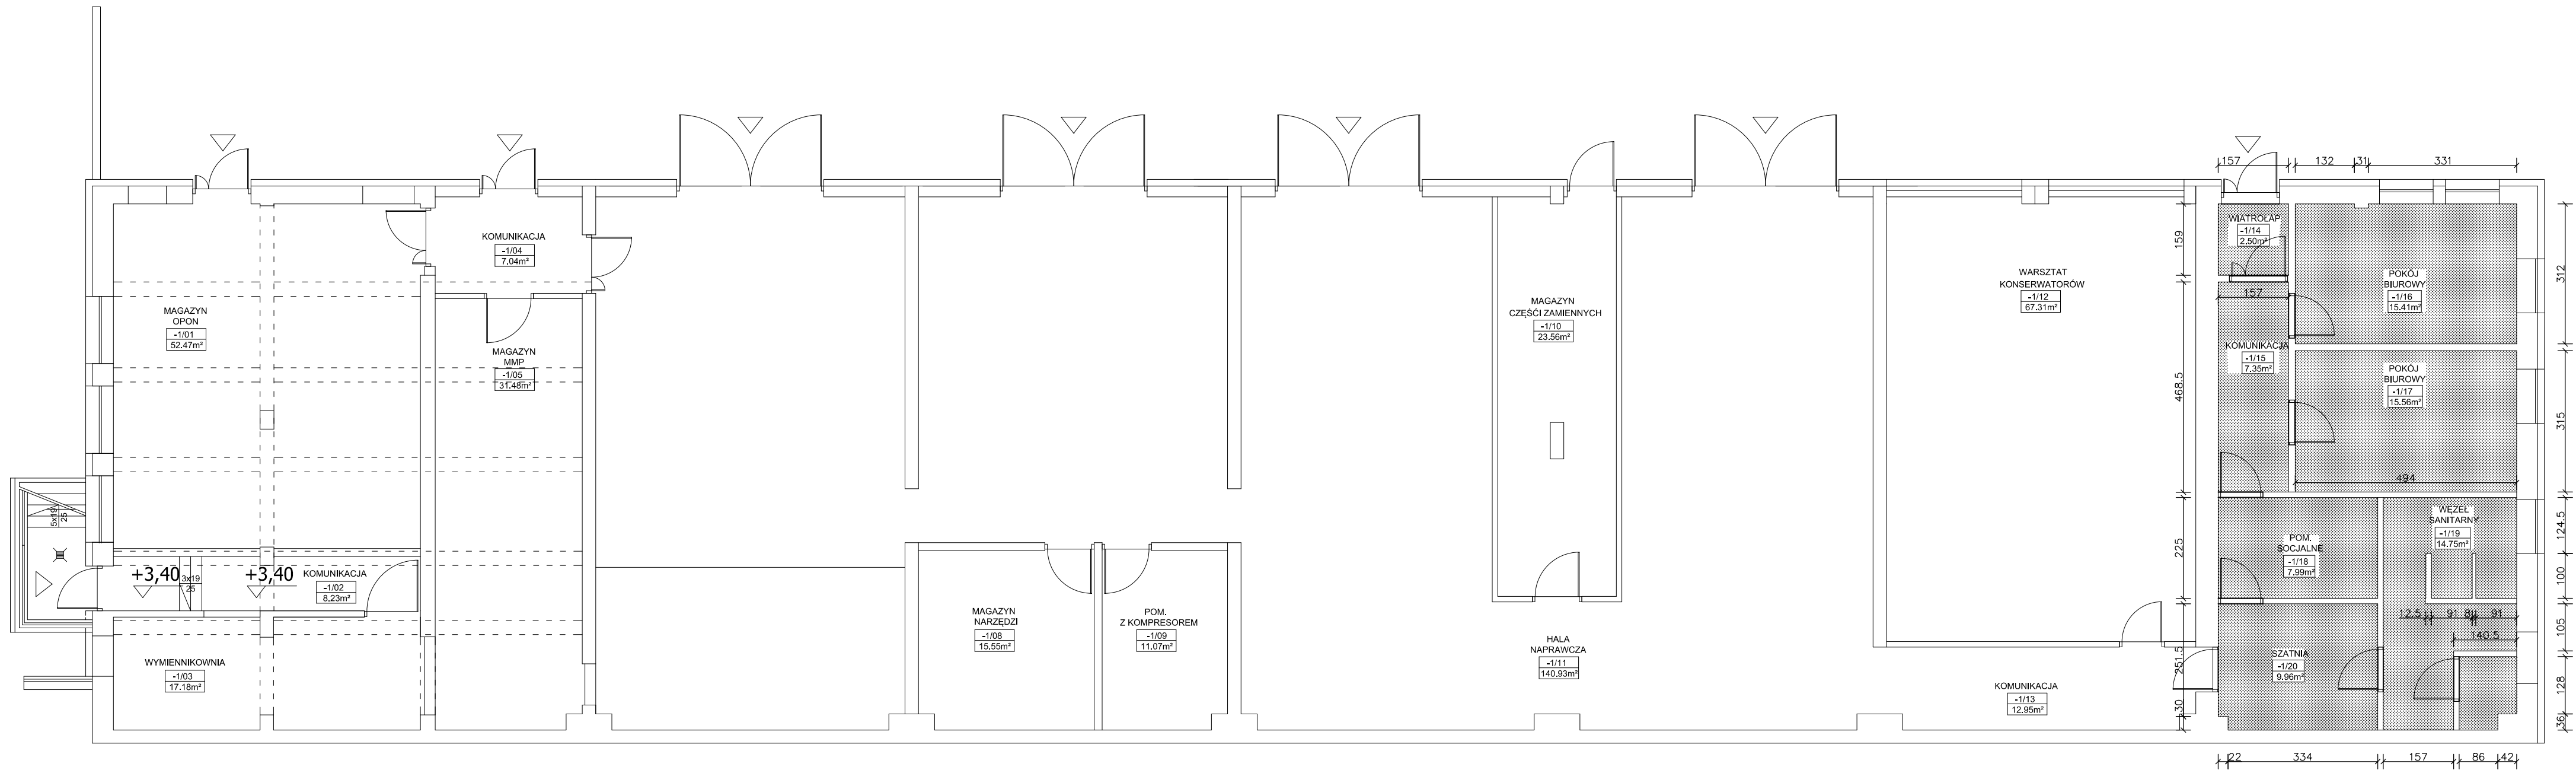 MAGAZYN
OPON
-1/01
52.47m²
5x19
25
+3,40
3x19
25
+3,40
KOMUNIKACJA
-1/02
8.23m²
WYMIENNIKOWNIA
-1/03
17.18m²
KOMUNIKACJA
-1/04
7.04m²
MAGAZYN
MMP
-1/05
31.48m²
MAGAZYN
NARZĘDZI
-1/08
15.55m²
POM.
Z KOMPRESOREM
-1/09
11.07m²
MAGAZYN
CZĘŚĆI ZAMIENNYCH
-1/10
23.56m²
HALA
NAPRAWCZA
-1/11
140.93m²
WARSZTAT
KONSERWATORÓW
-1/12
67.31m²
KOMUNIKACJA
-1/13
12.95m²
157
132
31
331
159
468.5
225
251.5
30
WIATROŁAP
-1/14
2.50m²
157
KOMUNIKACJA
-1/15
7.35m²
POKÓJ
BIUROWY
-1/16
15.41m²
POKÓJ
BIUROWY
-1/17
15.56m²
494
POM.
SOCJALNE
-1/18
7.99m²
WĘZEŁ
SANITARNY
-1/19
14.75m²
12.5
91
8
91
140.5
SZATNIA
-1/20
9.96m²
312
315
124.5
100
105
128
36
22
334
157
86
42